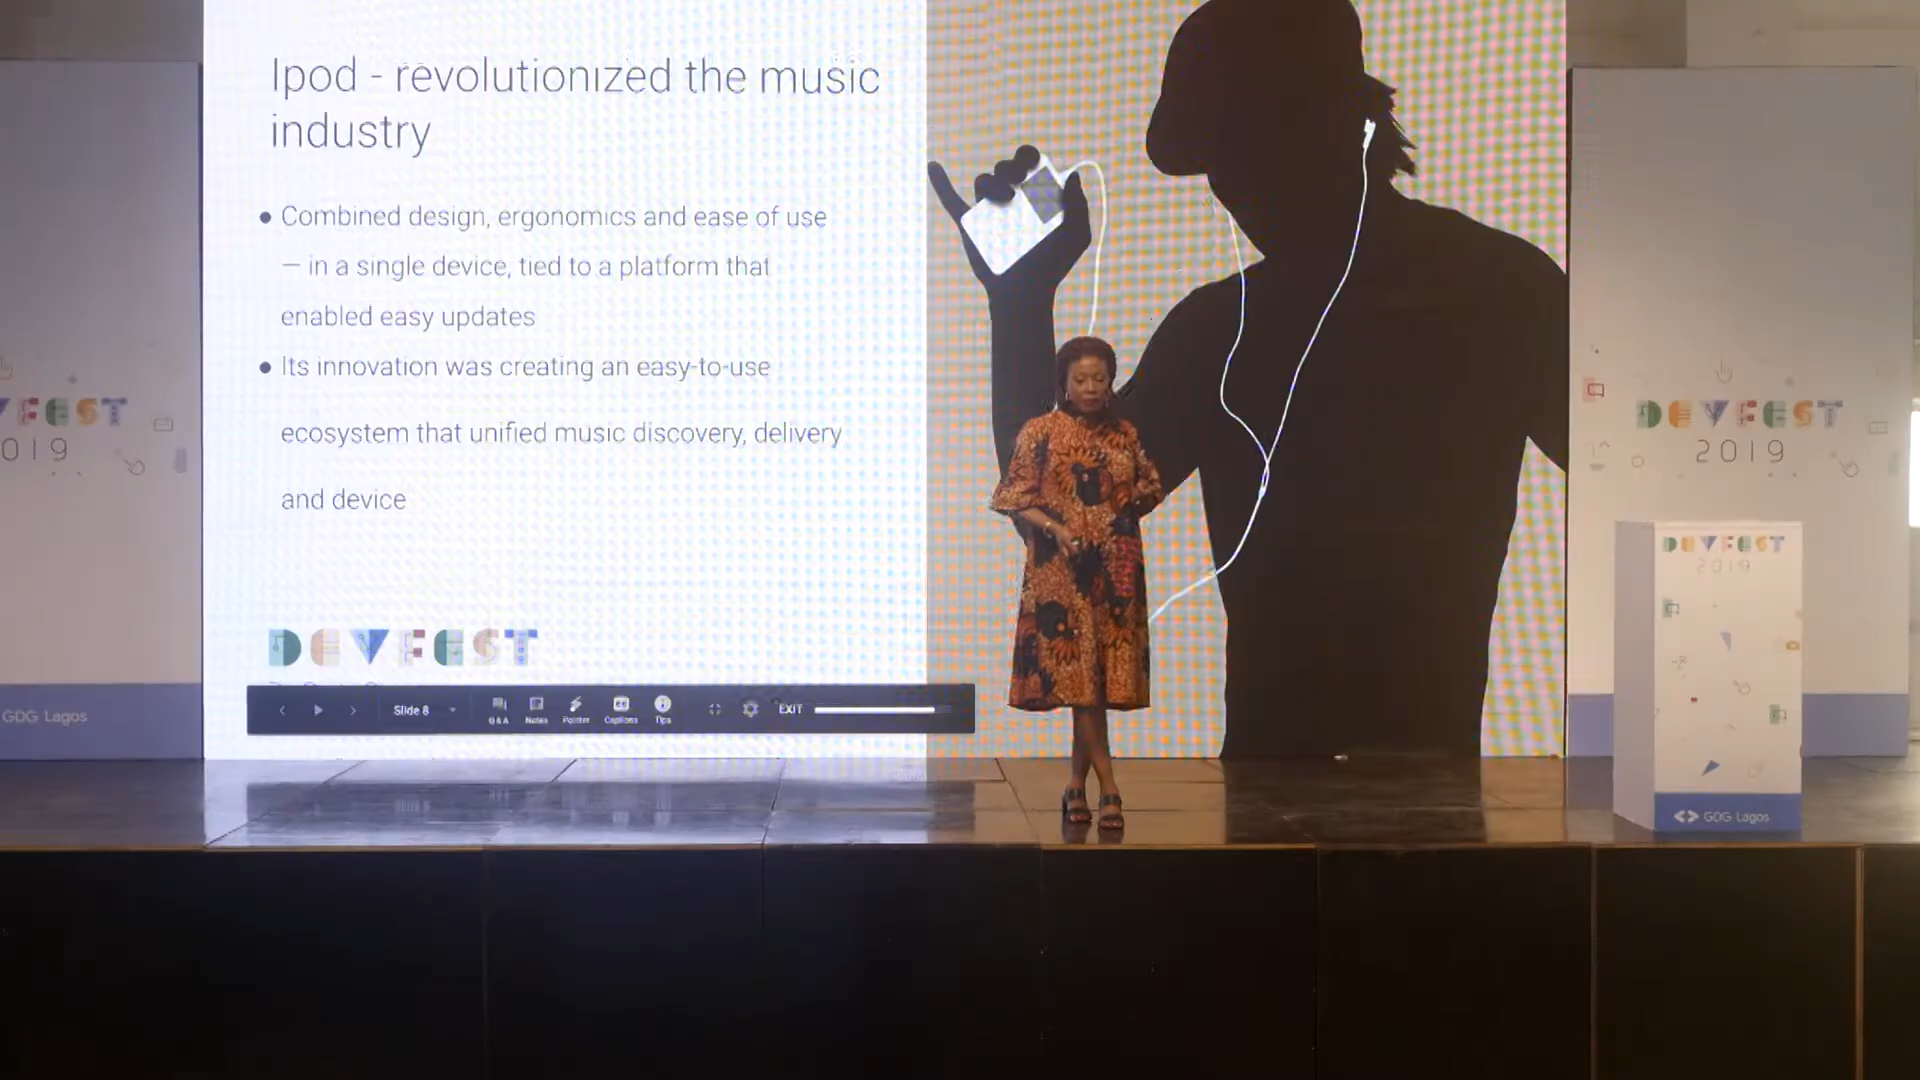 Ipod - revolutionized the music
industry
● Combined design, ergonomics and ease of use
— in a single device, tied to a platform that
enabled easy updates
● Its innovation was creating an easy-to-use
ecosystem that unified music discovery, delivery
and device
DEVFEST
Slide 8
Q&A
Notes
Pointer
Captions
Tips
EXIT
VFEST
019
GDG Lagos
DEVFEST
2019
DEVFEST
2019
<> GDG Lagos